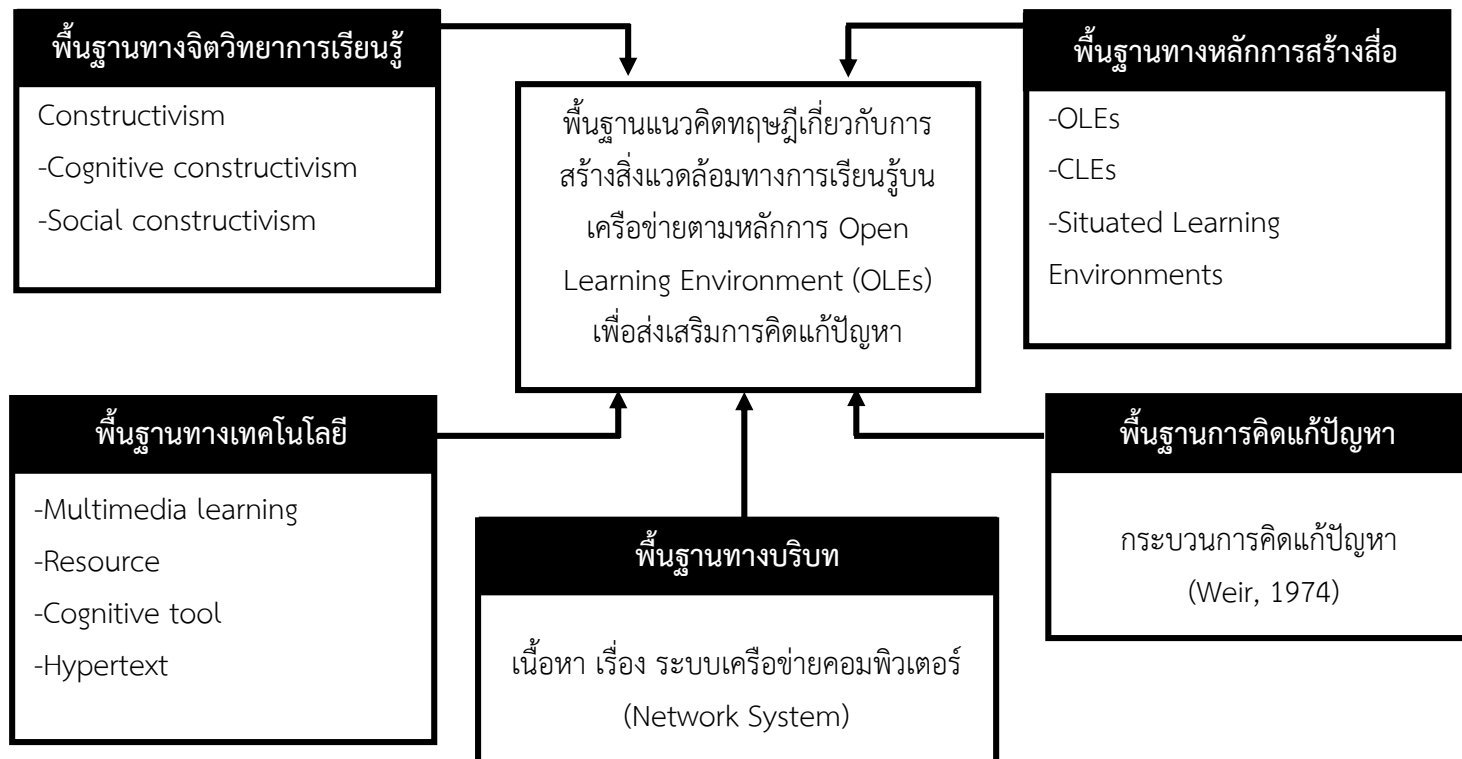 พื้นฐานทางจิตวิทยาการเรียนรู้
Constructivism
-Cognitive constructivism
-Social constructivism
พื้นฐานแนวคิดทฤษฎีเกี่ยวกับการ
สร้างสิ่งแวดล้อมทางการเรียนรู้บน
เครือข่ายตามหลักการ Open
Learning Environment (OLEs)
เพื่อส่งเสริมการคิดแก้ปัญหา
พื้นฐานทางหลักการสร้างสื่อ
-OLEs
-CLEs
-Situated Learning
Environments
พื้นฐานทางเทคโนโลยี
-Multimedia learning
-Resource
-Cognitive tool
-Hypertext
พื้นฐานทางบริบท
เนื้อหา เรื่อง ระบบเครือข่ายคอมพิวเตอร์
(Network System)
พื้นฐานการคิดแก้ปัญหา
กระบวนการคิดแก้ปัญหา
(Weir, 1974)